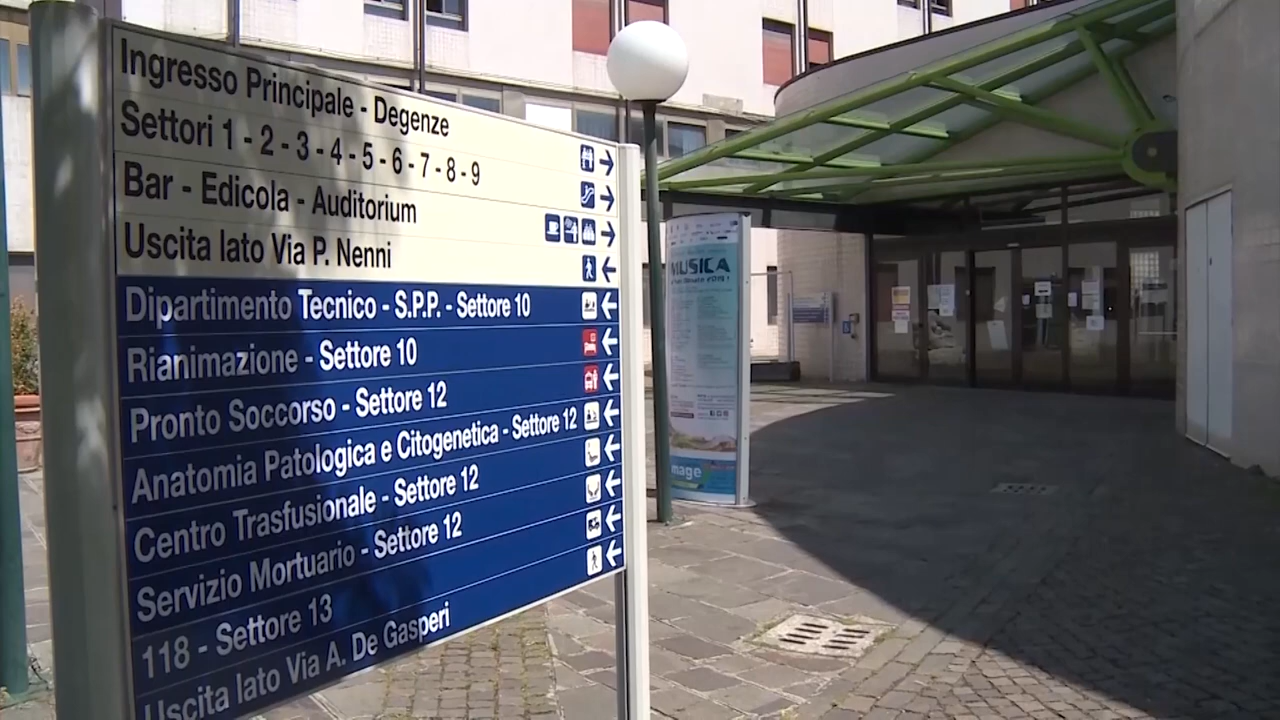 Ingresso Principale - Degenze
Settori 1 - 2 - 3 - 4 - 5 - 6 - 7 - 8 - 9
Bar - Edicola - Auditorium
Uscita lato Via P. Nenni
Dipartimento Tecnico - S.P.P. - Settore 10
Rianimazione - Settore 10
Pronto Soccorso - Settore 12
Anatomia Patologica e Citogenetica - Settore 12
Centro Trasfusionale - Settore 12
Servizio Mortuario - Settore 12
118 - Settore 13
Uscita lato Via A. De Gasperi
MUSICA
mage